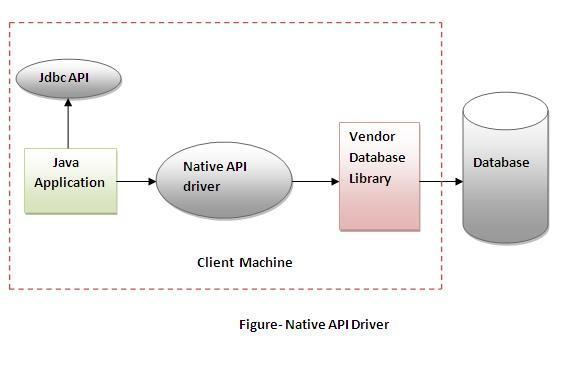 Jdbc API
Java
Application
Native API
driver
Vendor
Database
Library
Database
Client Machine
Figure- Native API Driver